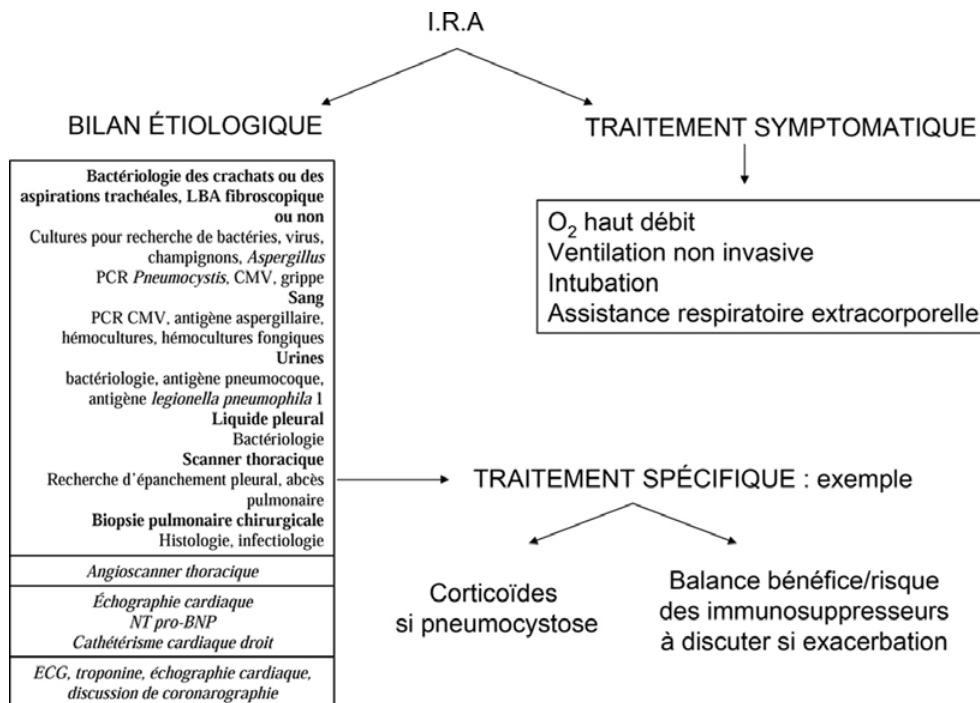 I.R.A
BILAN ÉTIOLOGIQUE
Bactériologie des crachats ou des
aspirations trachéales, LBA fibroscopique
ou non
Cultures pour recherche de bactéries, virus,
champignons, Aspergillus
PCR Pneumocystis, CMV, grippe
Sang
PCR CMV, antigène aspergillaire,
hémocultures, hémocultures fongiques
Urines
bactériologie, antigène pneumocoque,
antigène legionella pneumophila 1
Liquide pleural
Bactériologie
Scanner thoracique
Recherche d'épanchement pleural, abcès
pulmonaire
Biopsie pulmonaire chirurgicale
Histologie, infectiologie
Angioscanner thoracique
Échographie cardiaque
NT pro-BNP
Cathétérisme cardiaque droit
ECG, troponine, échographie cardiaque,
discussion de coronarographie
TRAITEMENT SYMPTOMATIQUE
O₂ haut débit
Ventilation non invasive
Intubation
Assistance respiratoire extracorporelle
TRAITEMENT SPÉCIFIQUE : exemple
Corticoïdes
si pneumocystose
Balance bénéfice/risque
des immunosuppresseurs
à discuter si exacerbation